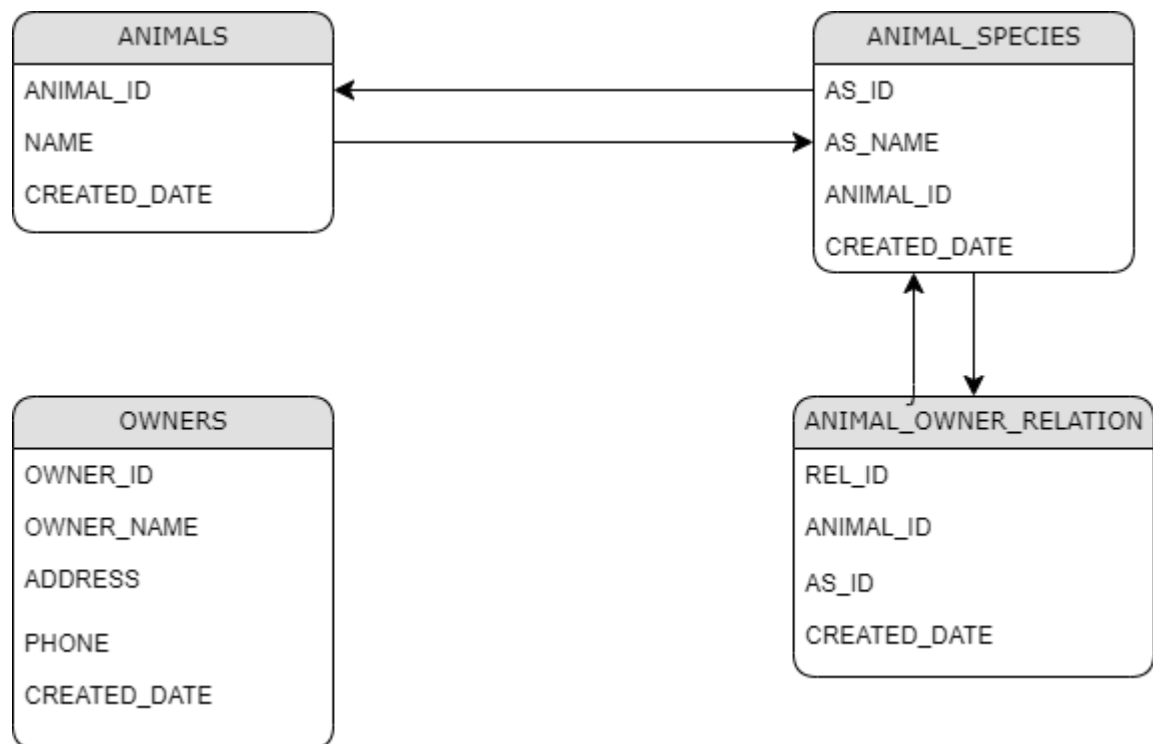 ANIMALS
ANIMAL_ID
NAME
CREATED_DATE
ANIMAL_SPECIES
AS_ID
AS_NAME
ANIMAL_ID
CREATED_DATE
OWNERS
OWNER_ID
OWNER_NAME
ADDRESS
PHONE
CREATED_DATE
ANIMAL_OWNER_RELATION
REL_ID
ANIMAL_ID
AS_ID
CREATED_DATE